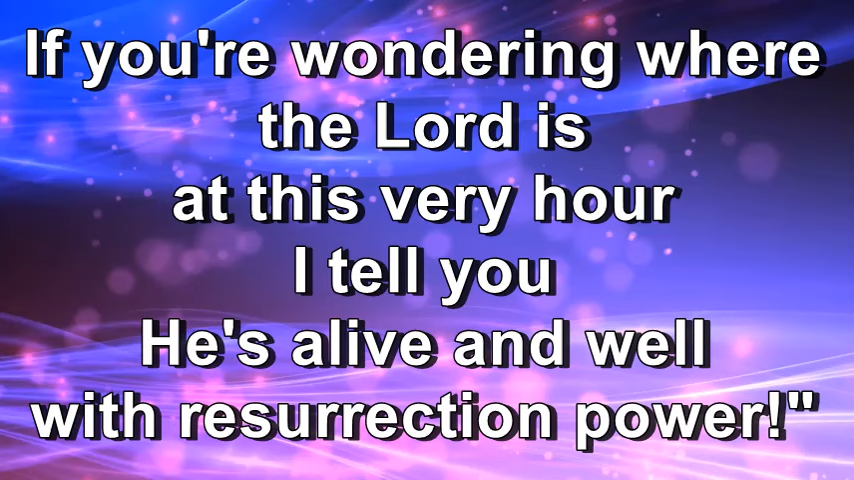 If you're wondering where
the Lord is
at this very hour
I tell you
He's alive and well
with resurrection power!"